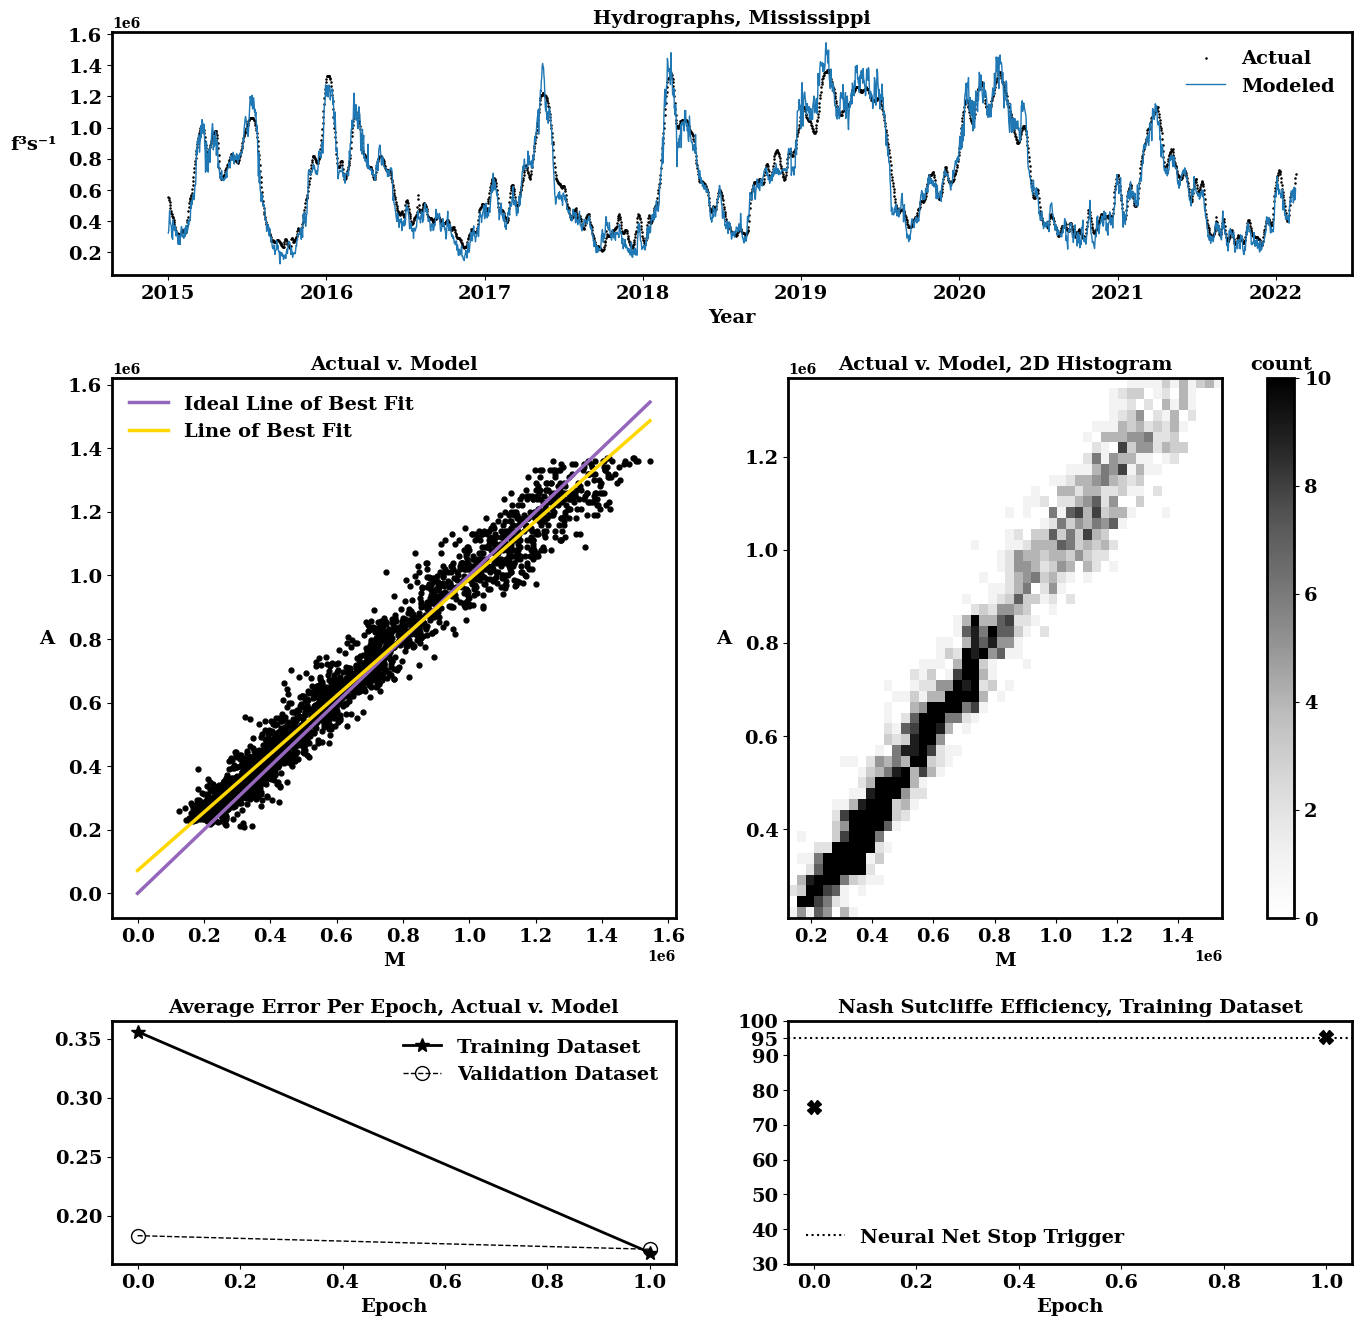 Hydrographs, Mississippi
1e6
1.6
1.4
1.2
1.0
0.8
0.6
0.4
0.2
f³s⁻¹
Actual
Modeled
2015 2016 2017 2018 2019 2020 2021 2022
Year
Actual v. Model
1e6
1.6
1.4
1.2
1.0
0.8
0.6
0.4
0.2
0.0
A
Ideal Line of Best Fit
Line of Best Fit
0.0 0.2 0.4 0.6 0.8 1.0 1.2 1.4 1.6
M
1e6
Actual v. Model, 2D Histogram
1e6
1.2
1.0
0.8
0.6
0.4
A
0.2 0.4 0.6 0.8 1.0 1.2 1.4
M
1e6
count
10
8
6
4
2
0
Average Error Per Epoch, Actual v. Model
0.35
0.30
0.25
0.20
Training Dataset
Validation Dataset
0.0 0.2 0.4 0.6 0.8 1.0
Epoch
Nash Sutcliffe Efficiency, Training Dataset
100
95
90
80
70
60
50
40
30
Neural Net Stop Trigger
0.0 0.2 0.4 0.6 0.8 1.0
Epoch